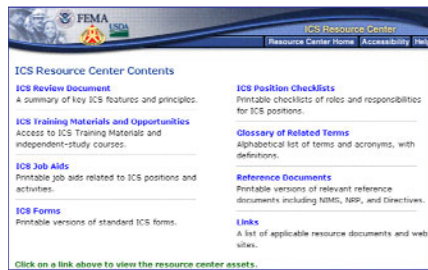 FEMA
USDA
ICS Resource Center
Resource Center Home Accessibility Help
ICS Resource Center Contents
ICS Review Document
A summary of key ICS features and principles.
ICS Training Materials and Opportunities
Access to ICS Training Materials and
independent-study courses.
ICS Job Aids
Printable job aids related to ICS positions and
activities.
ICS Forms
Printable versions of standard ICS forms.
ICS Position Checklists
Printable checklists of roles and responsibilities
for ICS positions.
Glossary of Related Terms
Alphabetical list of terms and acronyms, with
definitions.
Reference Documents
Printable versions of relevant reference
documents including NIMS, NRP, and Directives.
Links
A list of applicable resource documents and web
sites.
Click on a link above to view the resource center assets.